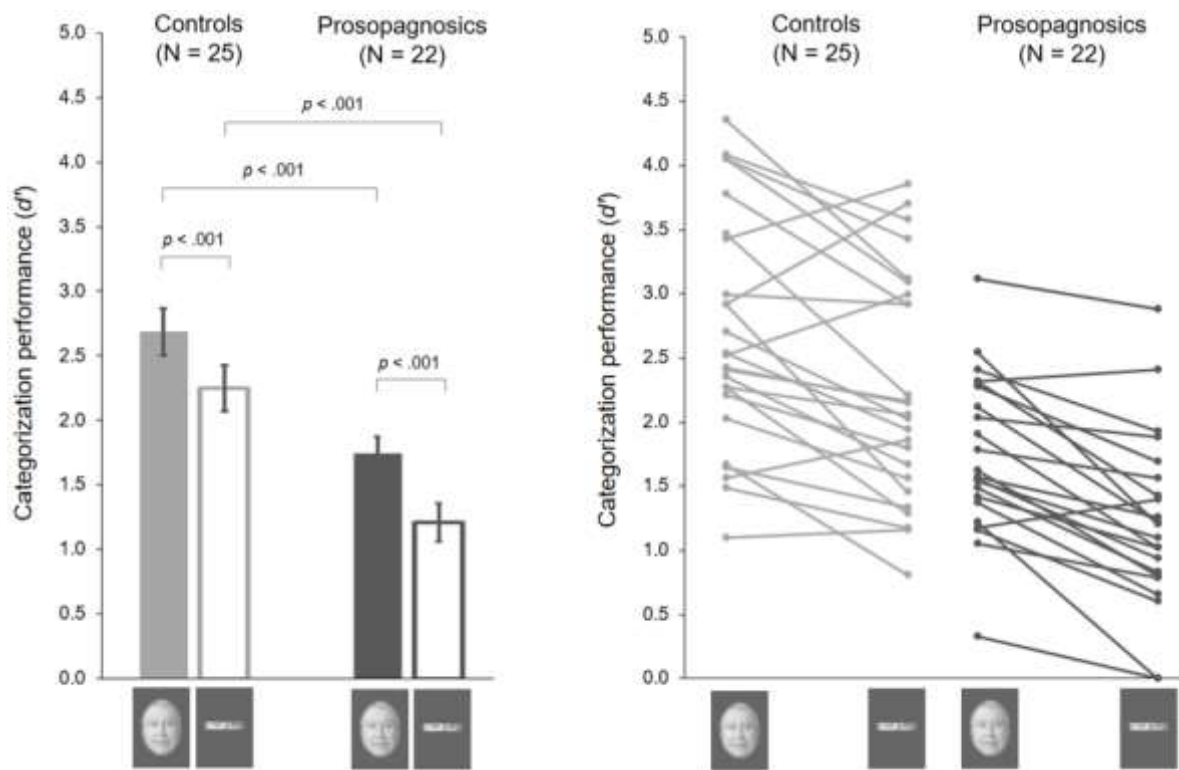 Controls
(N = 25)
Prosopagnosics
(N = 22)
Categorization performance (d')
5.0
4.5
4.0
3.5
3.0
2.5
2.0
1.5
1.0
0.5
0.0
p < .001
p < .001
p < .001
p < .001
Controls
(N = 25)
Prosopagnosics
(N = 22)
Categorization performance (d')
5.0
4.5
4.0
3.5
3.0
2.5
2.0
1.5
1.0
0.5
0.0